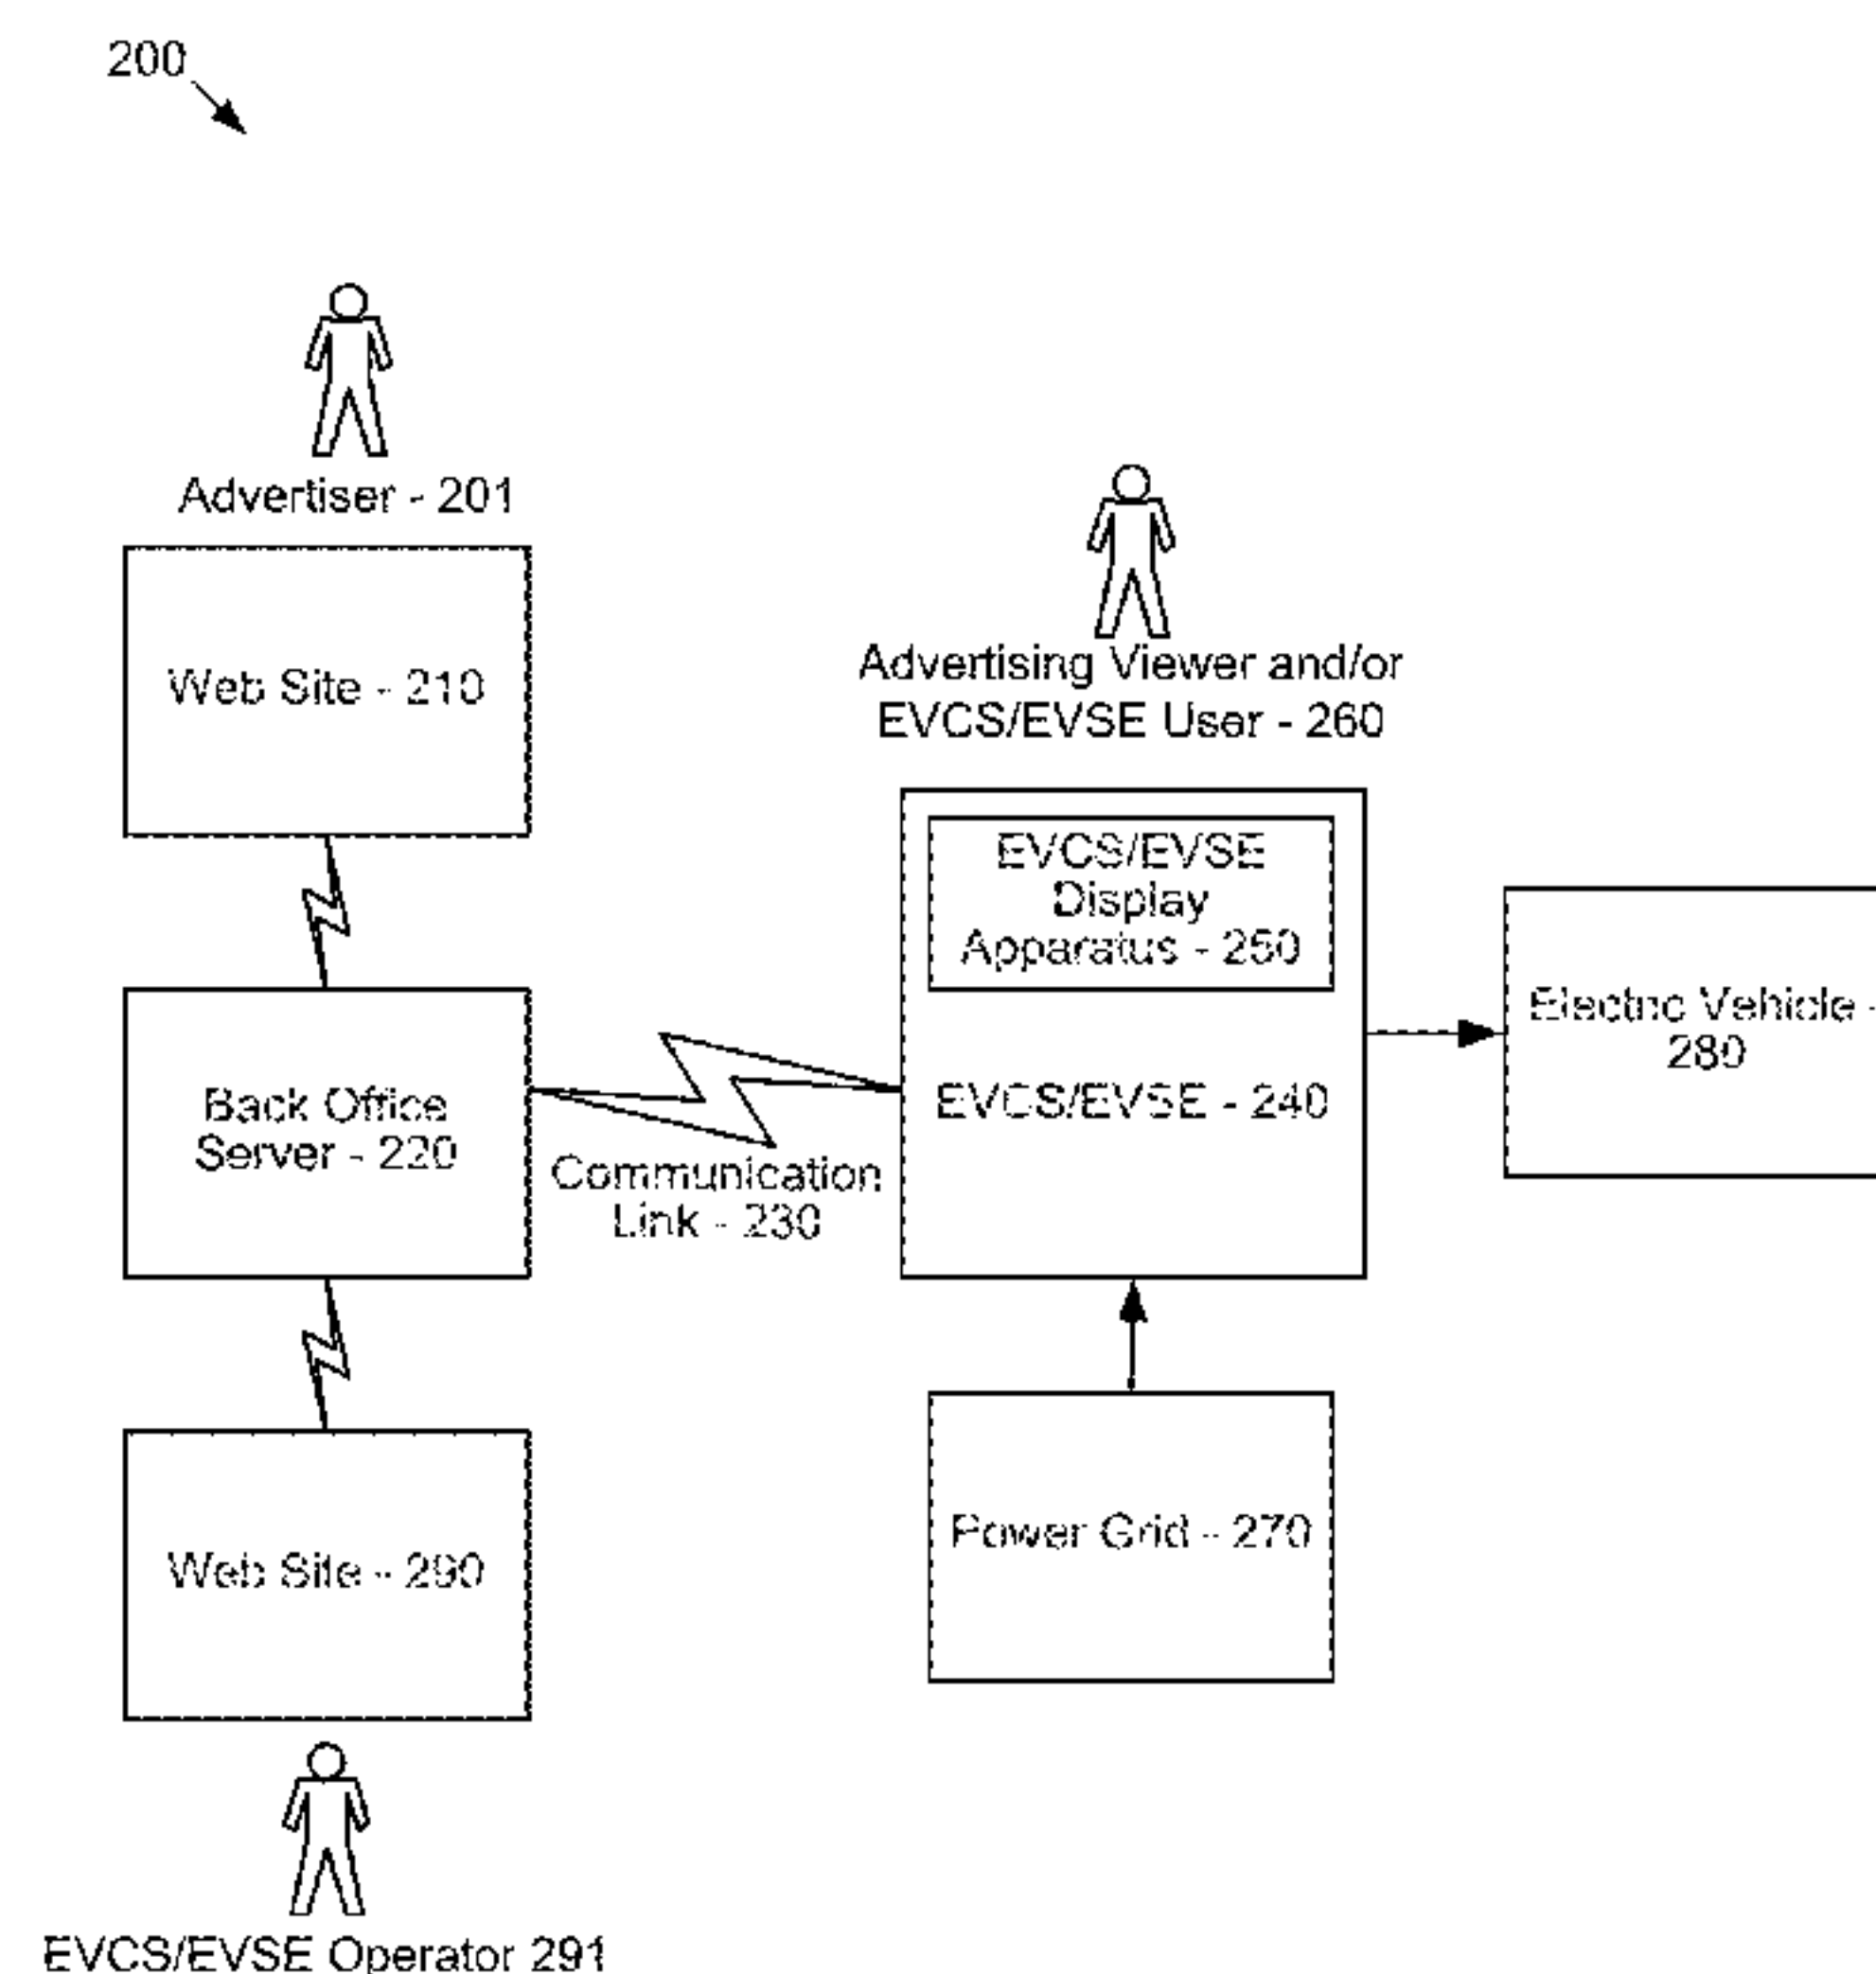 200
Advertiser - 201
Web Site - 210
Advertising Viewer and/or
EVCS/EVSE User - 260
EVCS/EVSE
Display
Apparatus - 250
Electric Vehicle -
280
Back Office
Server - 220
EVCS/EVSE - 240
Communication
Link - 230
Web Site - 290
Power Grid - 270
EVCS/EVSE Operator 291